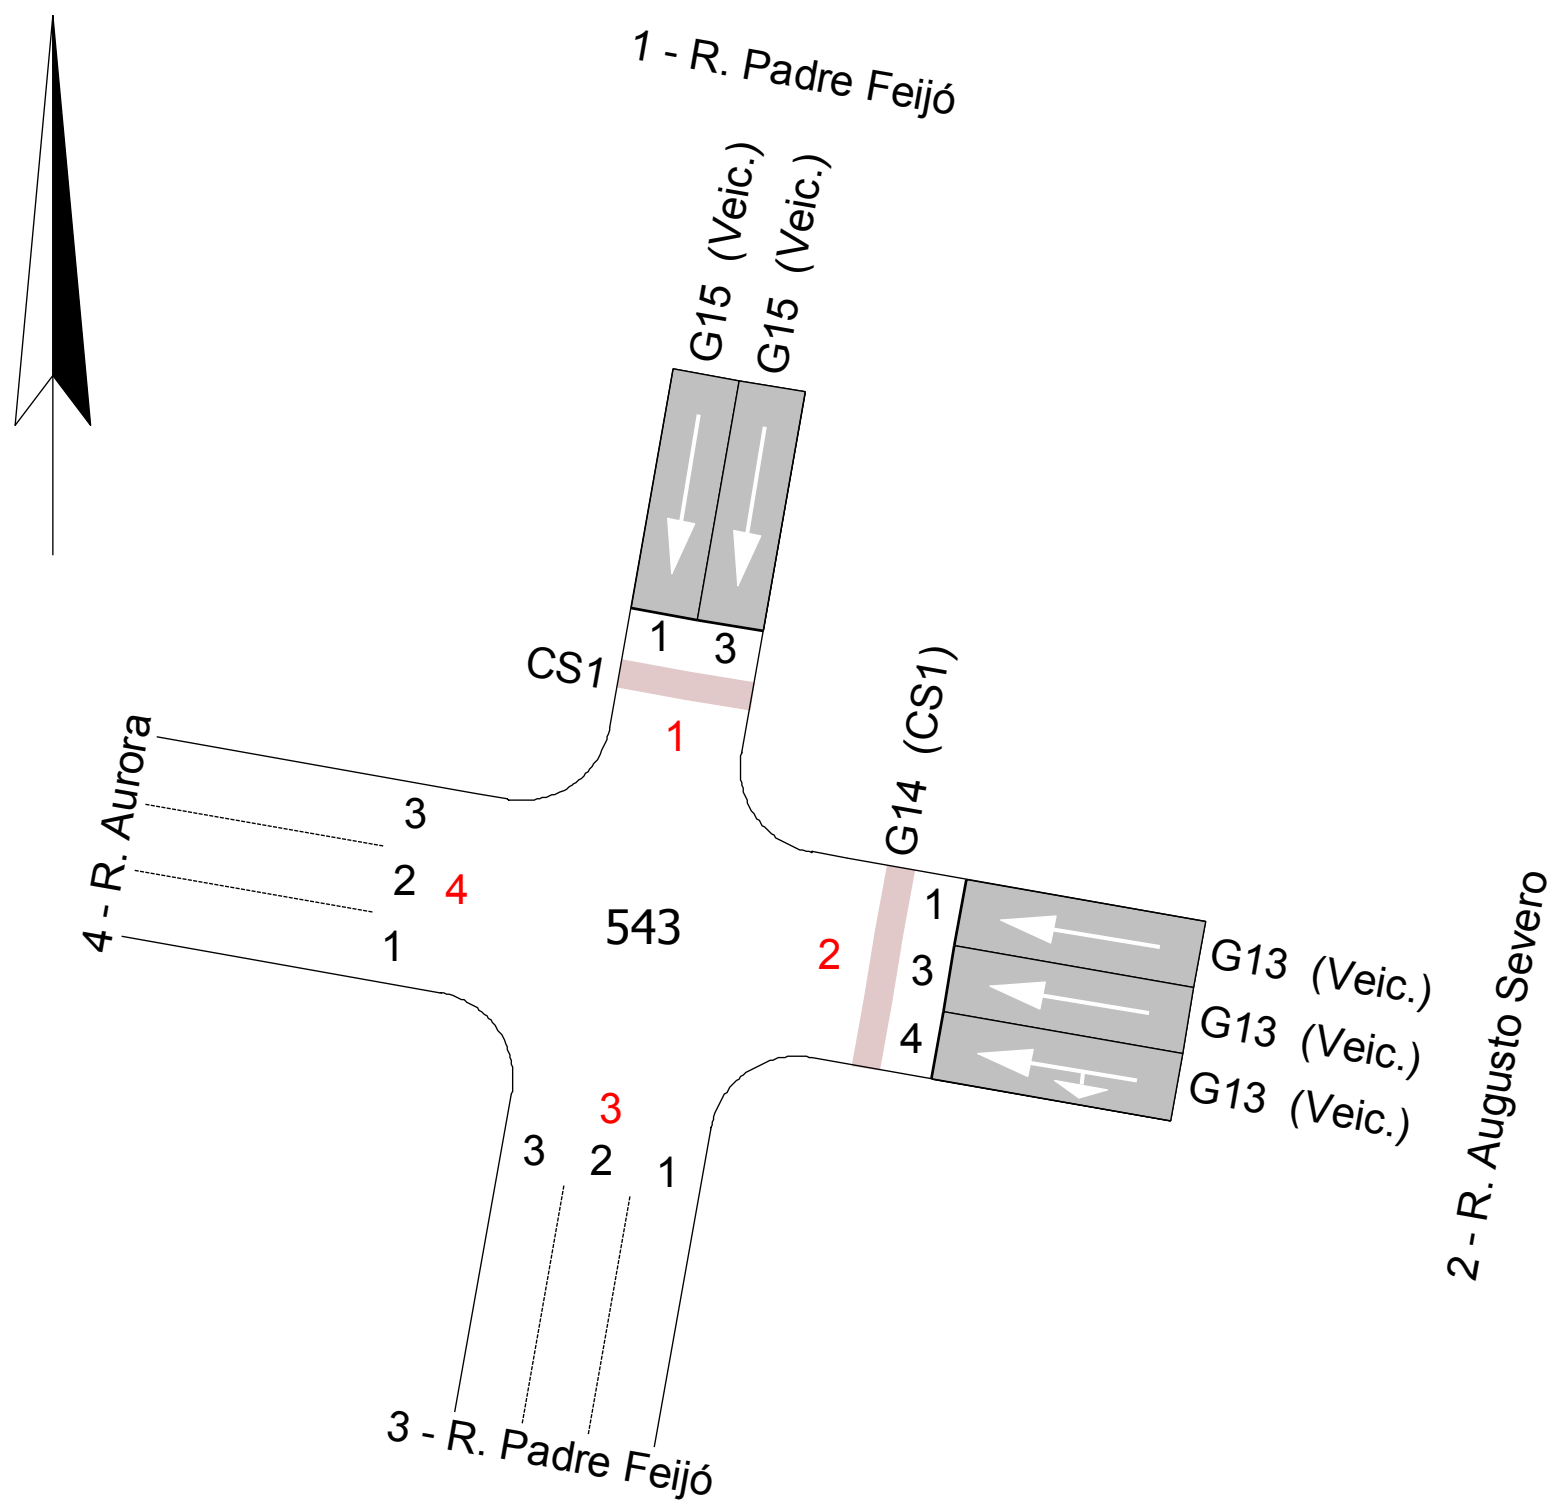 1 - R. Padre Feijó
G15 (Veic.)
G15 (Veic.)
1
3
CS1
1
G14 (CS1)
4 - R. Aurora
3
2
4
1
543
2
1
3
4
G13 (Veic.)
G13 (Veic.)
G13 (Veic.)
2 - R. Augusto Severo
3
3
2
1
3 - R. Padre Feijó